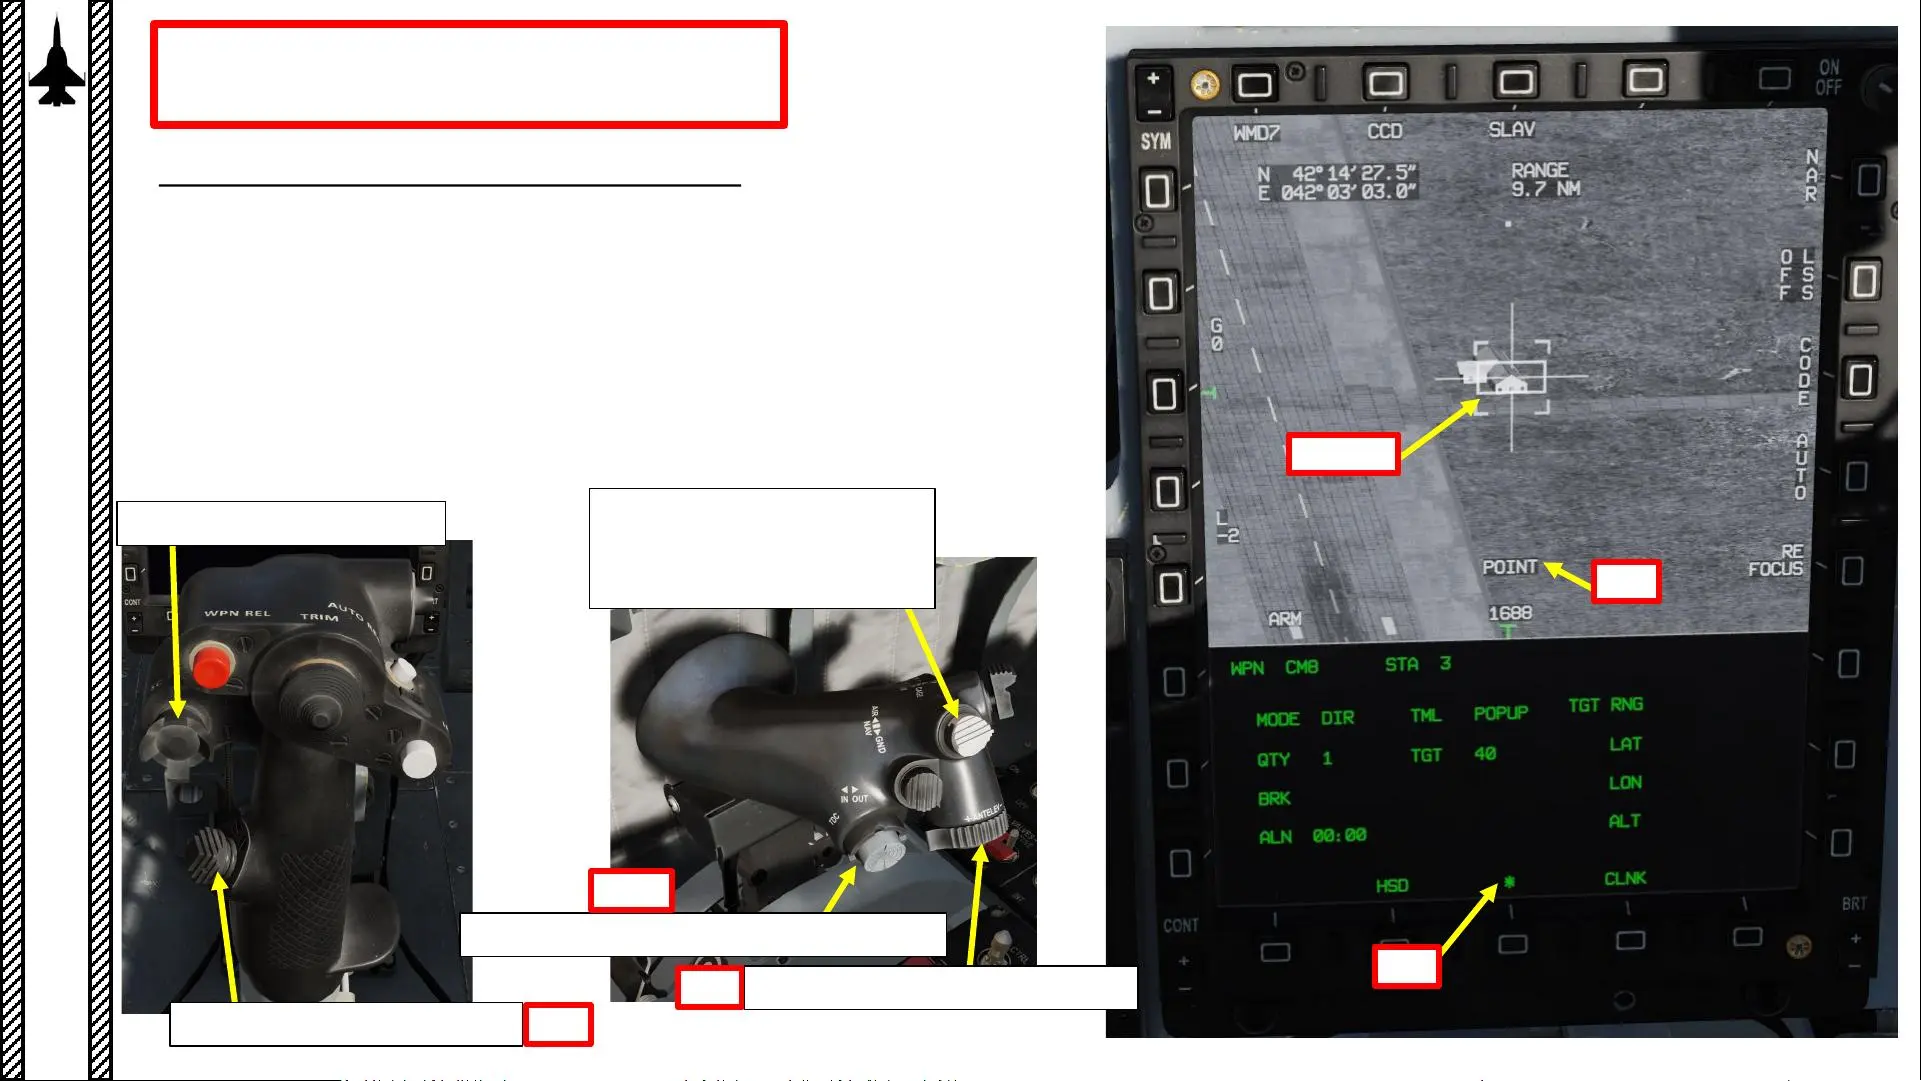 WPN REL
TRIM
CONT
AIR
GND
NAV
IN OUT
TDC
ON
OFF
SYM
WMD7 CCD SLAV
N 42°14'27.5"
E 042°03'03.0"
RANGE
9.7 NM
NAR
LSS
OFF
G
0
CODE
AUTO
L
-2
POINT
RE
FOCUS
ARM
1688
WPN CM8 STA 3
MODE DIR TML POPUP TGT RNG
QTY 1 TGT 40 LAT
BRK LON
ALN 00:00 ALT
HSD * CLNK
CONT
BRT